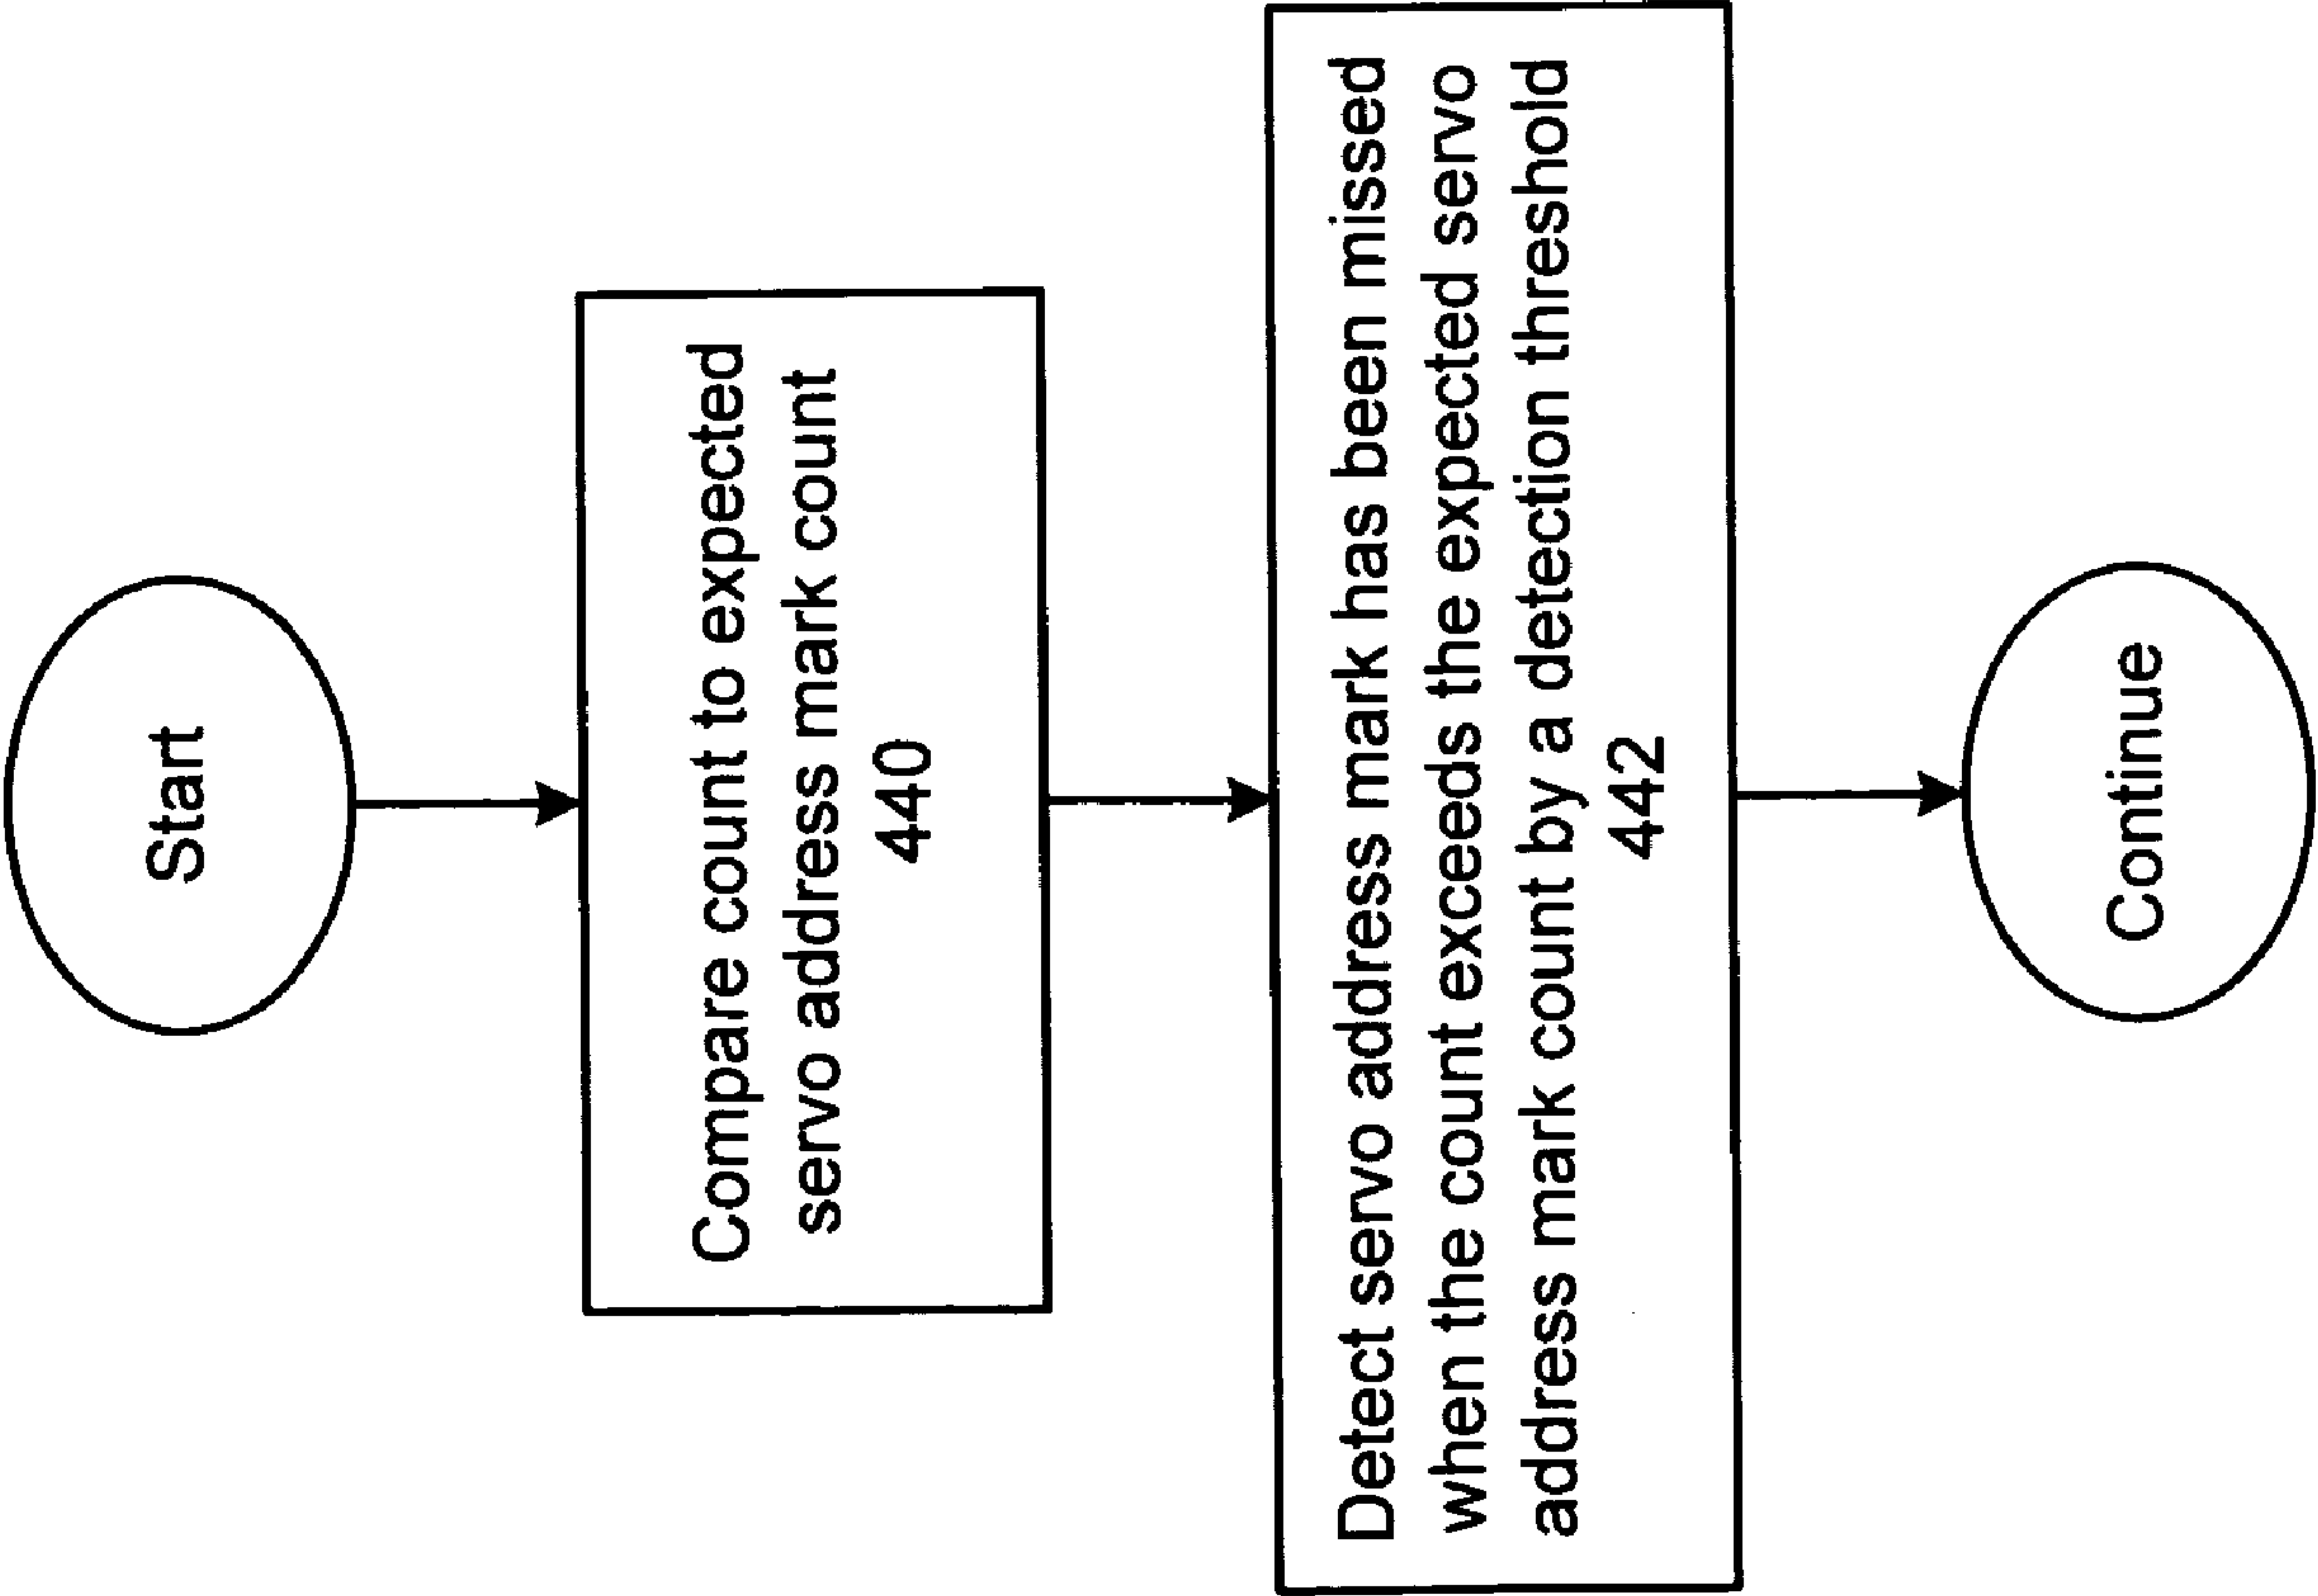 Start
Compare count to expected
servo address mark count
440
Detect servo address mark has been missed
when the count exceeds the expected servo
address mark count by a detection threshold
442
Continue